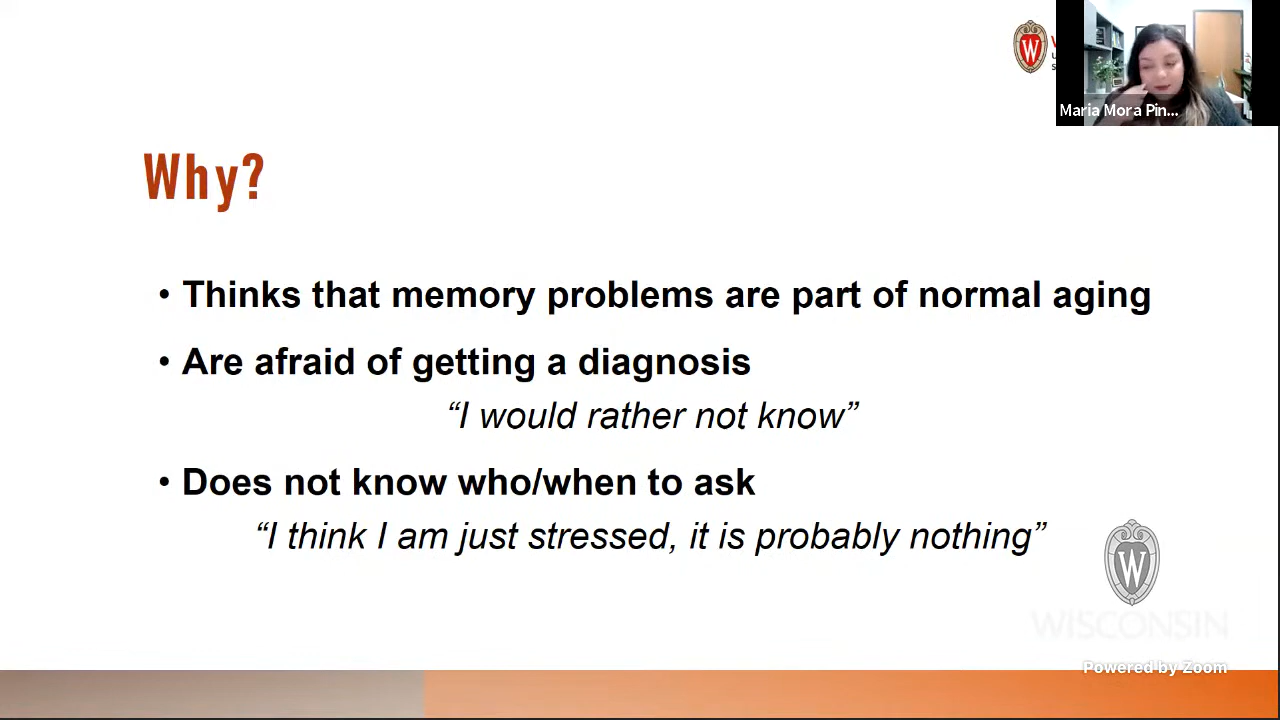 W
Maria Mora Pin...
Why?
• Thinks that memory problems are part of normal aging
• Are afraid of getting a diagnosis
“I would rather not know”
• Does not know who/when to ask
“I think I am just stressed, it is probably nothing”
W
WISCONSIN
Powered by Zoom